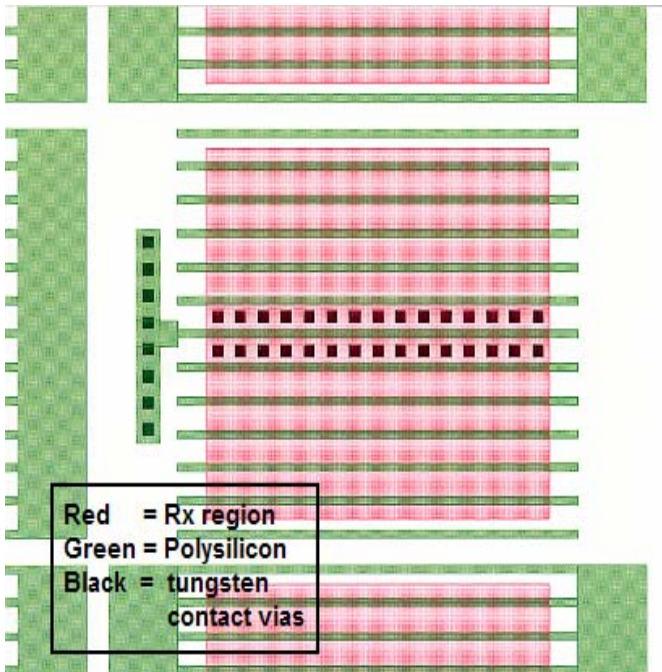 Red = Rx region
Green = Polysilicon
Black = tungsten
contact vias